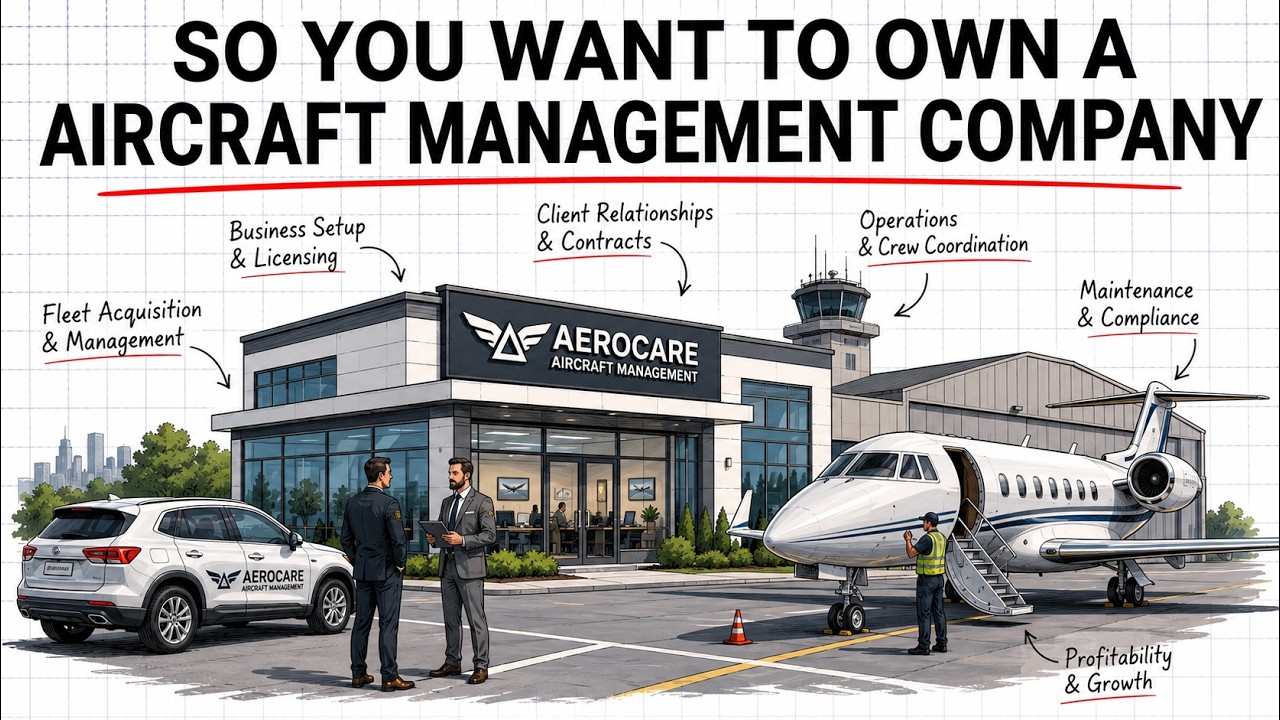 SO YOU WANT TO OWN A
AIRCRAFT MANAGEMENT COMPANY
Business Setup
& Licensing
Client Relationships
& Contracts
Operations
& Crew Coordination
Fleet Acquisition
& Management
Maintenance
& Compliance
AEROCARE
AIRCRAFT MANAGEMENT
AEROCARE
AIRCRAFT MANAGEMENT
Profitability
& Growth